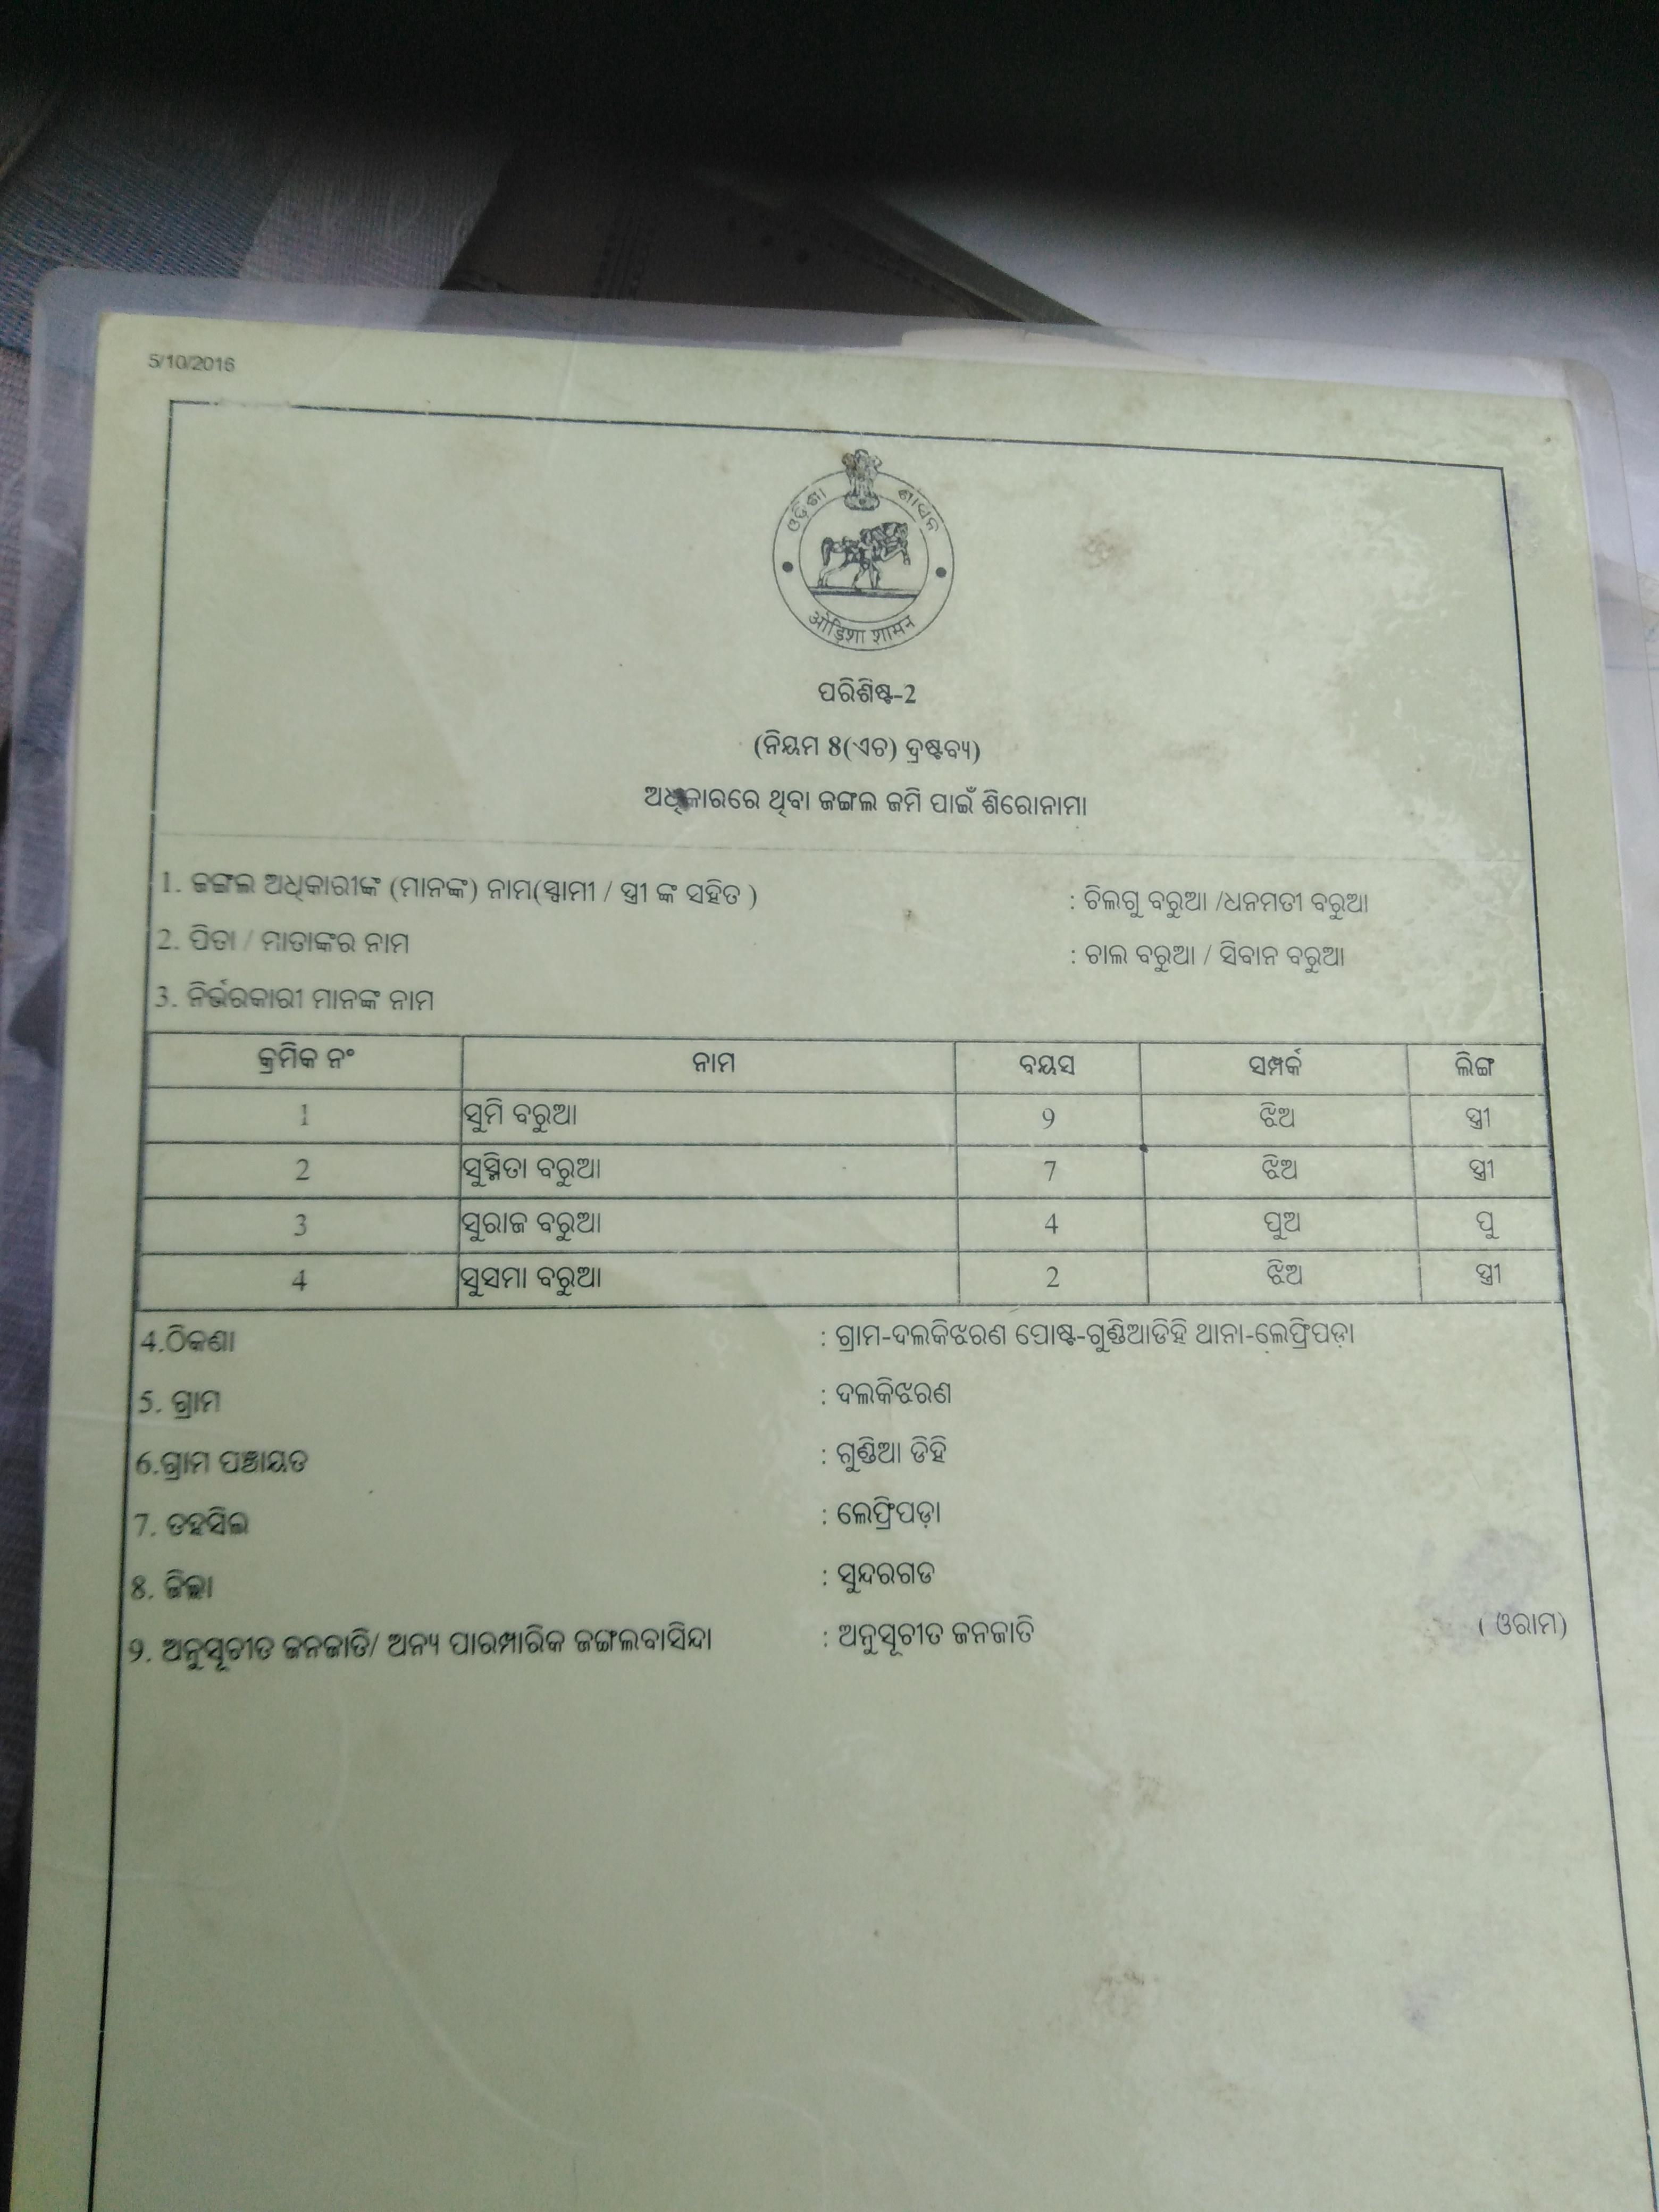 5/10/2016
ଓଡ଼ିଶା ଶାସନ
ओड़िशा शासन
ପରିଶିଷ୍ଟ-2
(ନିୟମ 8(ଏଚ) ଦ୍ରଷ୍ଟବ୍ୟ)
ଅଧିକାରରେ ଥିବା ଜଙ୍ଗଲ ଜମି ପାଇଁ ଶିରୋନାମା
1. ଜଙ୍ଗଲ ଅଧିକାରୀଙ୍କ (ମାନଙ୍କ) ନାମ(ସ୍ବାମୀ / ସ୍ତ୍ରୀ ଙ୍କ ସହିତ ) : ଚିଲଗୁ ବରୁଆ /ଧନମତୀ ବରୁଆ
2. ପିତା / ମାତାଙ୍କର ନାମ : ଚାଲ ବରୁଆ / ସିବାନ ବରୁଆ
3. ନିର୍ଭରକାରୀ ମାନଙ୍କ ନାମ
କ୍ରମିକ ନଂ ନାମ ବୟସ ସମ୍ପର୍କ ଲିଙ୍ଗ
1 ସୁମି ବରୁଆ 9 ଝିଅ ସ୍ତ୍ରୀ
2 ସୁସ୍ମିତା ବରୁଆ 7 ଝିଅ ସ୍ତ୍ରୀ
3 ସୁରାଜ ବରୁଆ 4 ପୁଅ ପୁ
4 ସୁସମା ବରୁଆ 2 ଝିଅ ସ୍ତ୍ରୀ
4.ଠିକଣା : ଗ୍ରାମ-ଦଲକିଝରଣ ପୋଷ୍ଟ-ଗୁଣ୍ଡିଆଡିହି ଥାନା-ଲେଫ୍ରିପଡ଼ା
5. ଗ୍ରାମ : ଦଲକିଝରଣ
6.ଗ୍ରାମ ପଞ୍ଚାୟତ : ଗୁଣ୍ଡିଆ ଡିହି
7. ତହସିଲ : ଲେଫ୍ରିପଡ଼ା
8. ଜିଲ୍ଲା : ସୁନ୍ଦରଗଡ
9. ଅନୁସୂଚୀତ ଜନଜାତି/ ଅନ୍ୟ ପାରମ୍ପାରିକ ଜଙ୍ଗଲବାସିନ୍ଦା : ଅନୁସୂଚୀତ ଜନଜାତି ( ଓରାମ)